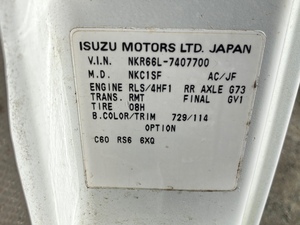 ISUZU MOTORS LTD. JAPAN
V.I.N. NKR66L-7407700
M.D. NKC1SF AC/JF
ENGINE RLS/4HF1 RR AXLE G73
TRANS. RMT FINAL GV1
TIRE '08H
B.COLOR/TRIM 729/114
OPTION
C60 RS6 6XQ